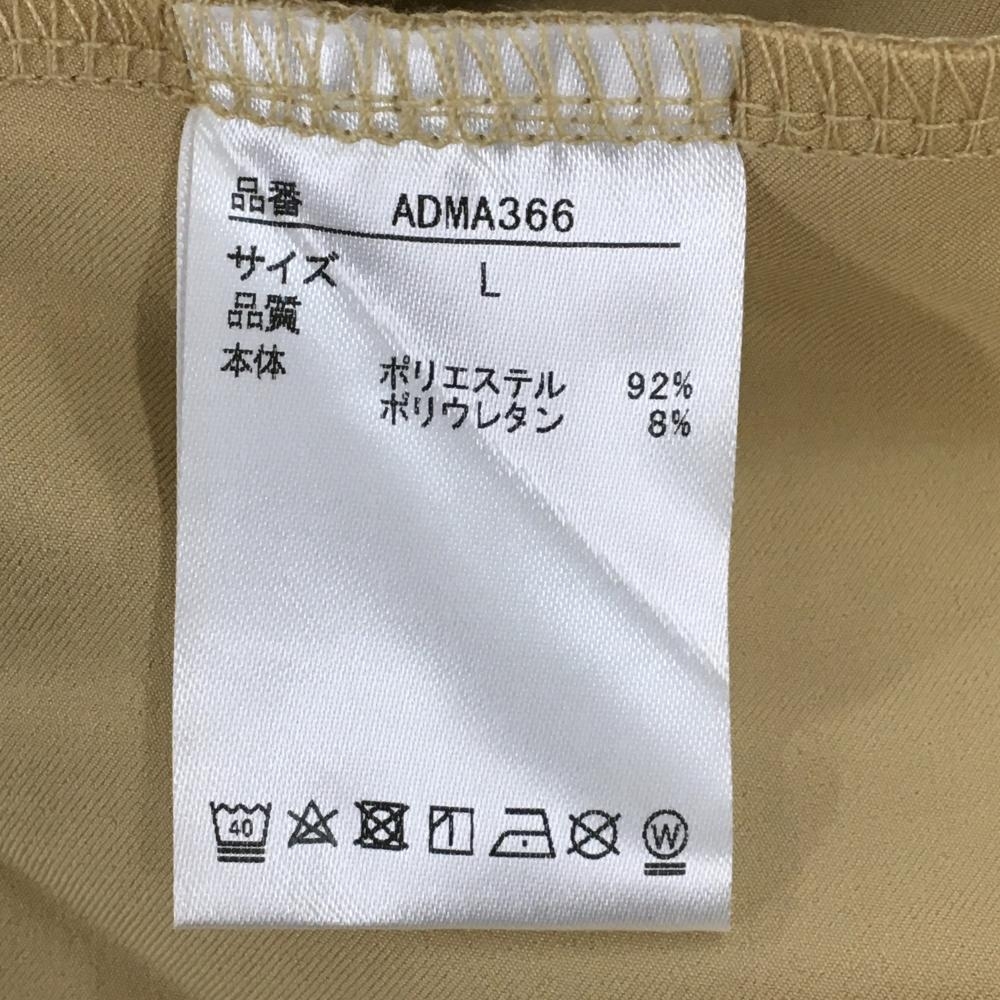 品番 ADMA366
サイズ L
品質
本体 ポリエステル 92%
ポリウレタン 8%
40 W